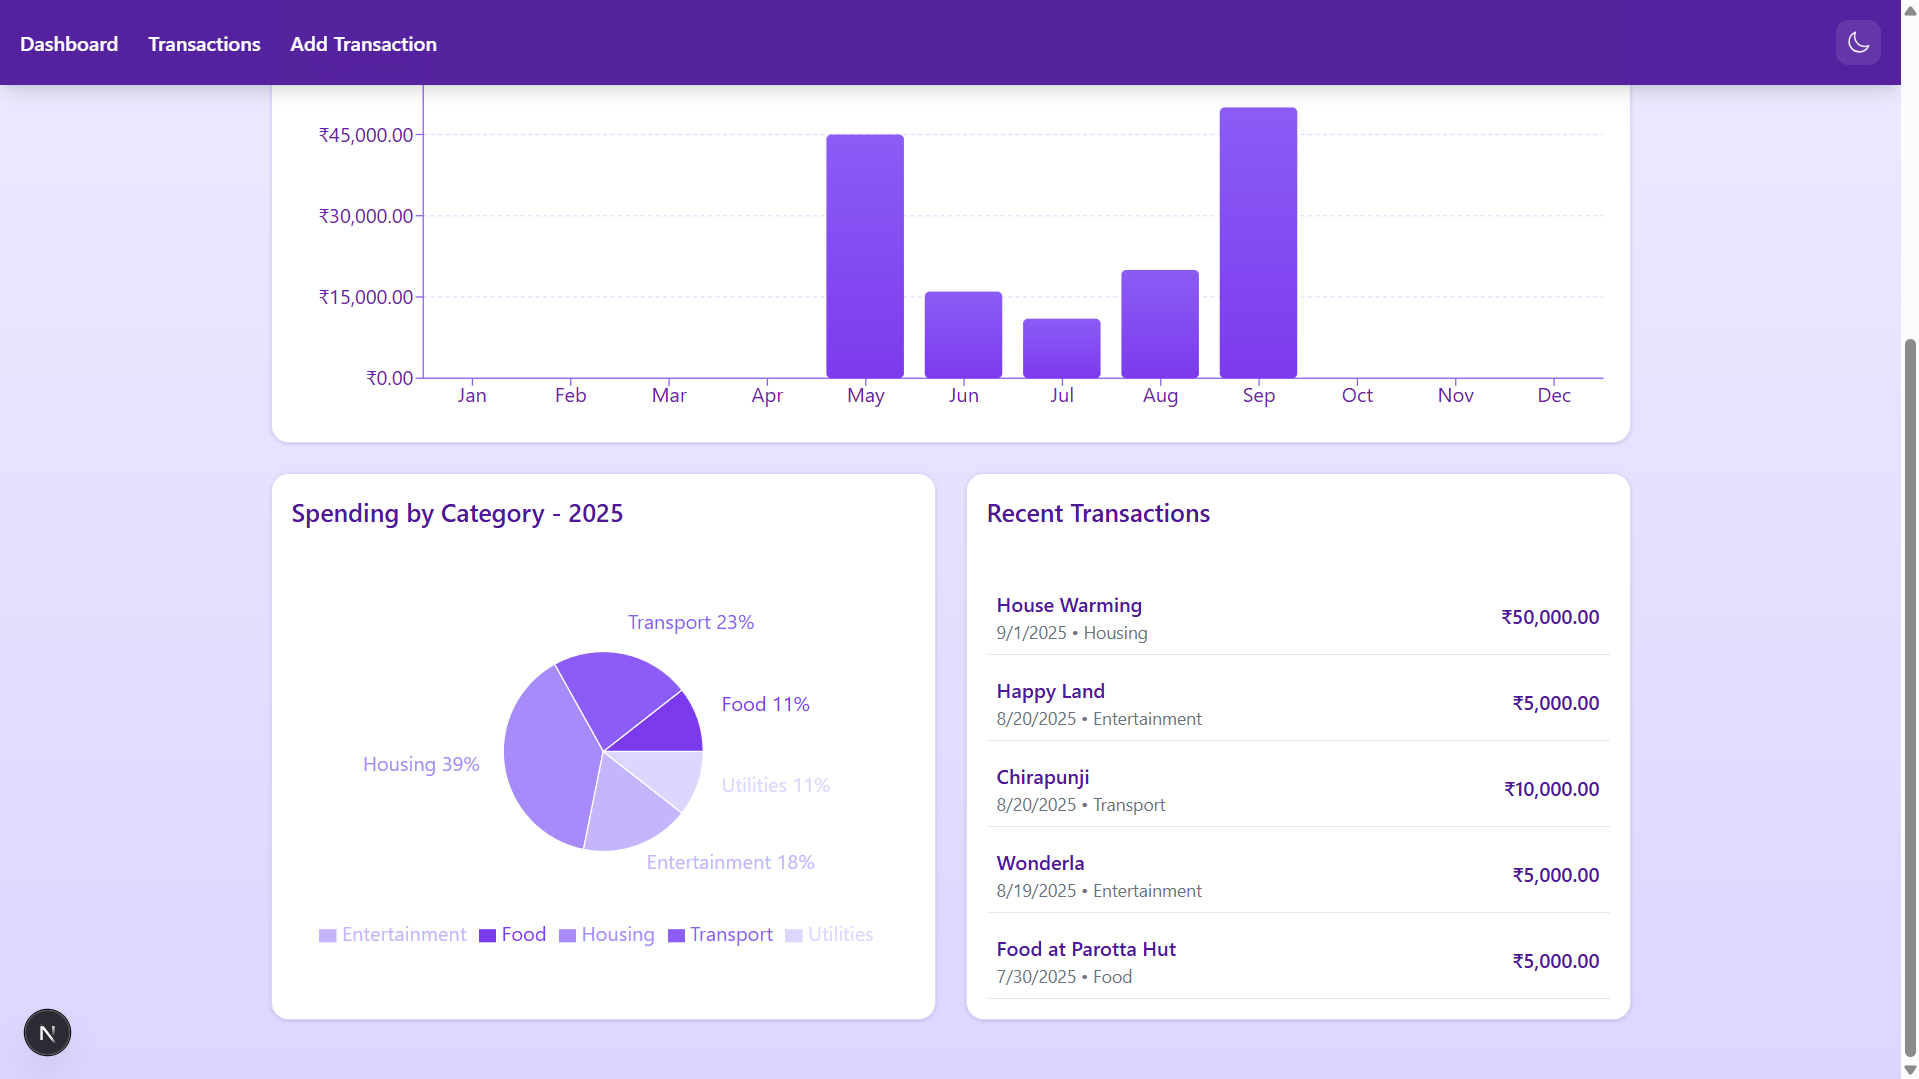 Dashboard Transactions Add Transaction
₹45,000.00
₹30,000.00
₹15,000.00
₹0.00
Jan Feb Mar Apr May Jun Jul Aug Sep Oct Nov Dec
Spending by Category - 2025
Transport 23%
Food 11%
Housing 39%
Utilities 11%
Entertainment 18%
Entertainment Food Housing Transport Utilities
Recent Transactions
House Warming
9/1/2025 • Housing
₹50,000.00
Happy Land
8/20/2025 • Entertainment
₹5,000.00
Chirapunji
8/20/2025 • Transport
₹10,000.00
Wonderla
8/19/2025 • Entertainment
₹5,000.00
Food at Parotta Hut
7/30/2025 • Food
₹5,000.00
N